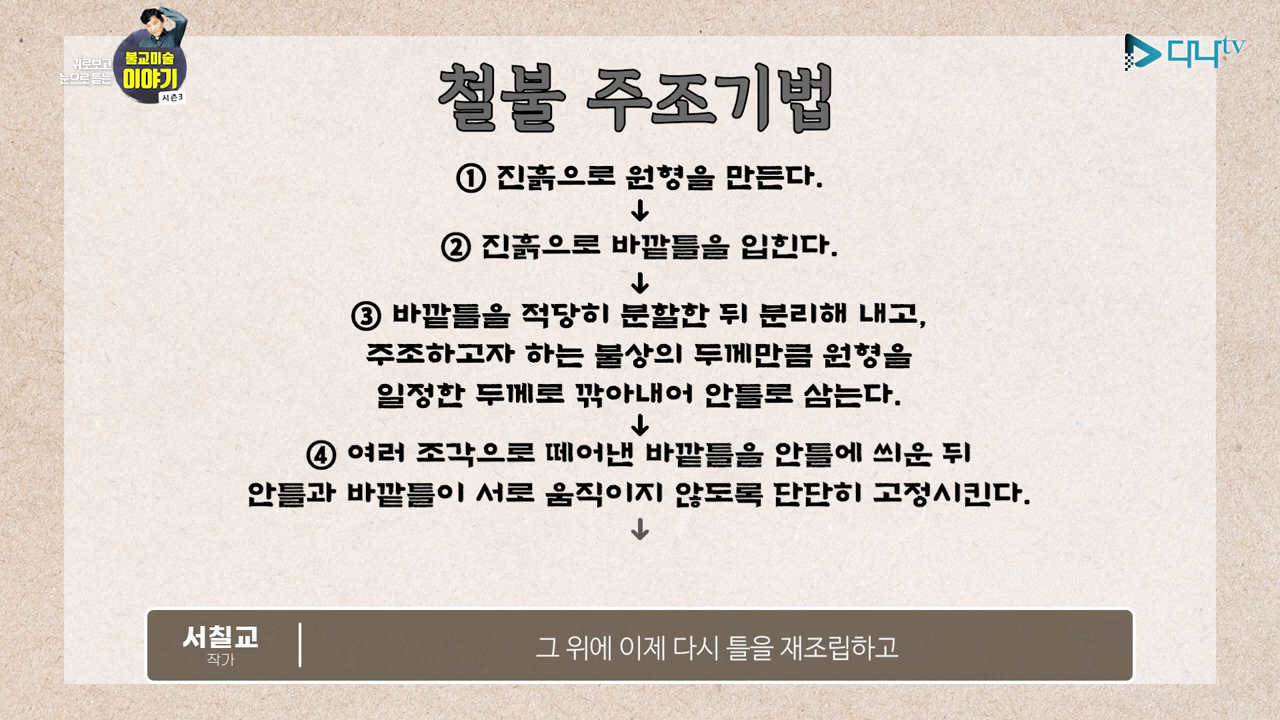 귀로보고
눈으로듣는
불교미술
이야기
시즌3
디나tv
철불 주조기법
① 진흙으로 원형을 만든다.
↓
② 진흙으로 바깥틀을 입힌다.
↓
③ 바깥틀을 적당히 분할한 뒤 분리해 내고,
주조하고자 하는 불상의 두께만큼 원형을
일정한 두께로 깎아내어 안틀로 삼는다.
↓
④ 여러 조각으로 떼어낸 바깥틀을 안틀에 씌운 뒤
안틀과 바깥틀이 서로 움직이지 않도록 단단히 고정시킨다.
↓
서칠교
작가
그 위에 이제 다시 틀을 재조립하고